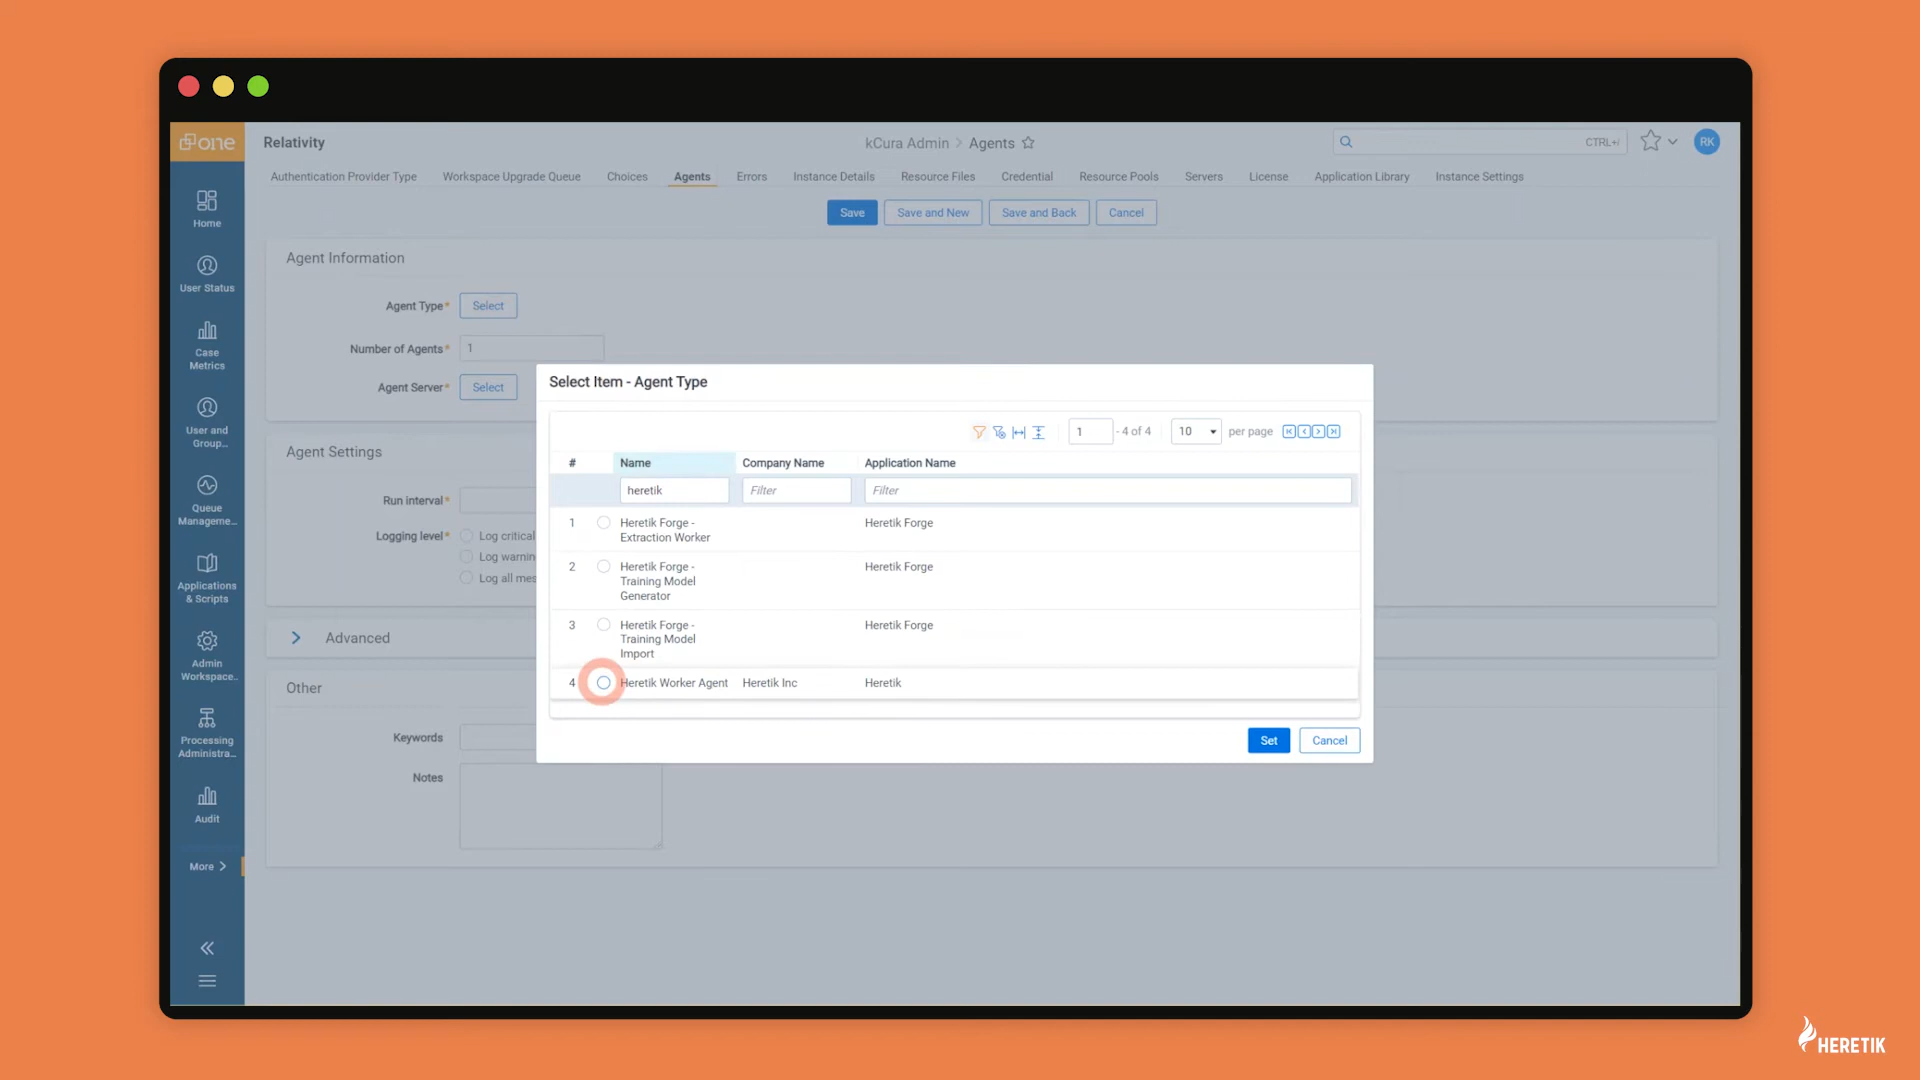 one
Relativity
kCura Admin > Agents
CTRL+/
RK
Authentication Provider Type
Workspace Upgrade Queue
Choices
Agents
Errors
Instance Details
Resource Files
Credential
Resource Pools
Servers
License
Application Library
Instance Settings
Save
Save and New
Save and Back
Cancel
Home
User Status
Case
Metrics
User and
Group...
Queue
Manageme...
Applications
& Scripts
Admin
Workspace..
Processing
Administra...
Audit
More
Agent Information
Agent Type*
Select
Number of Agents*
1
Agent Server*
Select
Agent Settings
Run interval*
Logging level*
Log critical
Log warnin
Log all mes
Advanced
Other
Keywords
Notes
Select Item - Agent Type
1 - 4 of 4
10 per page
# Name Company Name Application Name
heretik Filter Filter
1 Heretik Forge - Heretik Forge
Extraction Worker
2 Heretik Forge - Heretik Forge
Training Model
Generator
3 Heretik Forge - Heretik Forge
Training Model
Import
4 Heretik Worker Agent Heretik Inc Heretik
Set
Cancel
HERETIK